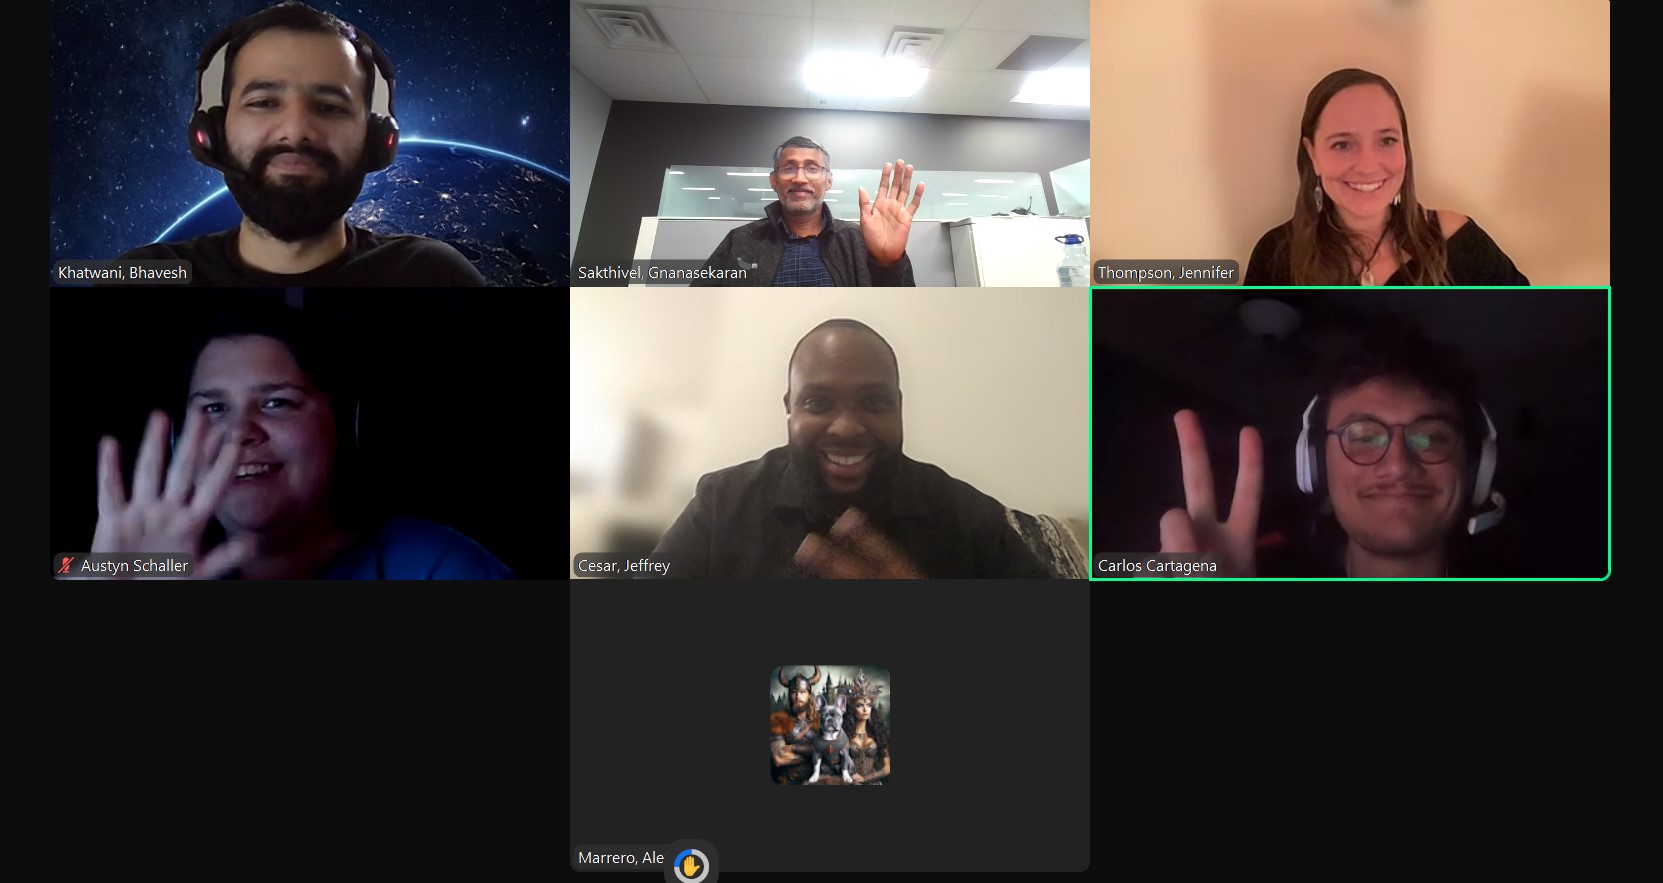 Khatwani, Bhavesh
Sakthivel, Gnanasekaran
Thompson, Jennifer
Austyn Schaller
Cesar, Jeffrey
Carlos Cartagena
Marrero, Ale